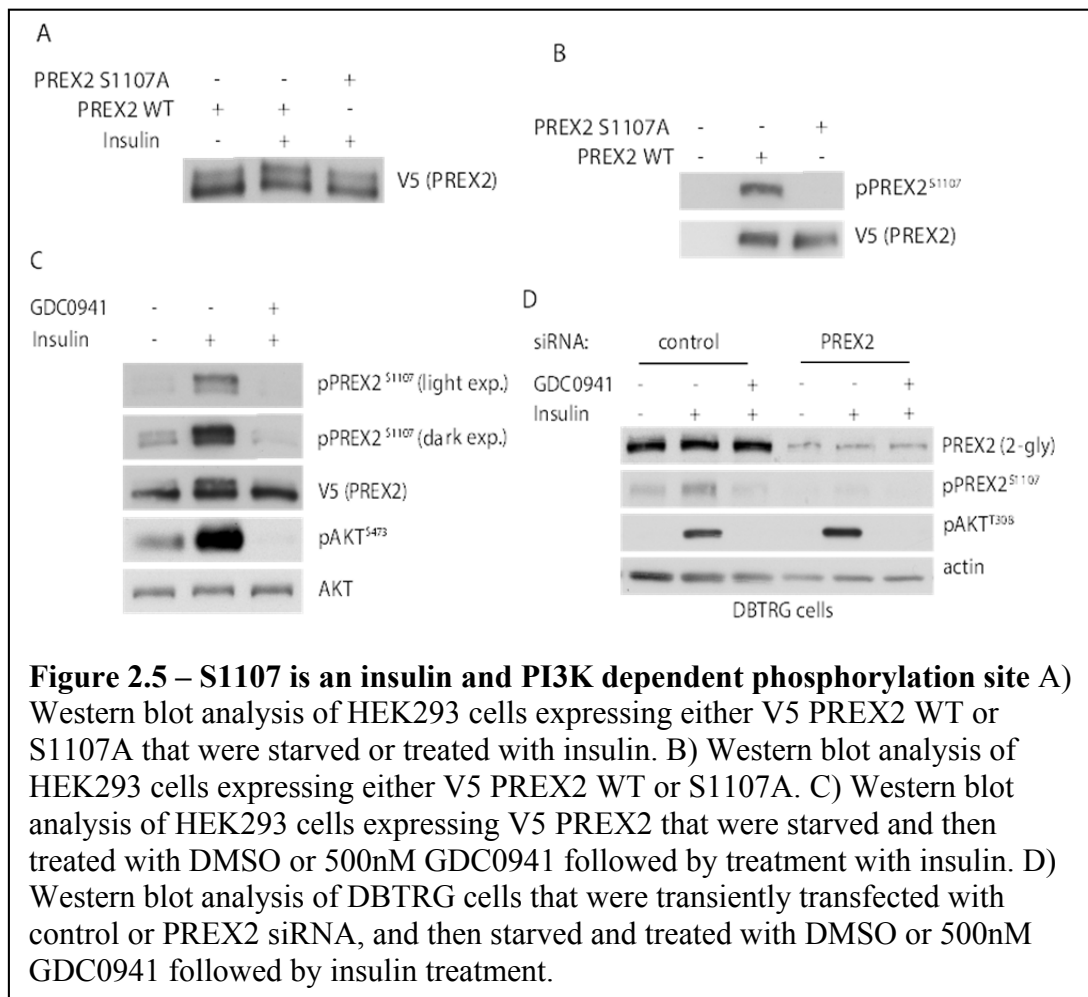 A
PREX2 S1107A - - +
PREX2 WT + + -
Insulin - + +
V5 (PREX2)
B
PREX2 S1107A - - +
PREX2 WT - + -
pPREX2S1107
V5 (PREX2)
C
GDC0941 - - +
Insulin - + +
pPREX2 S1107 (light exp.)
pPREX2 S1107 (dark exp.)
V5 (PREX2)
pAKTS473
AKT
D
siRNA: control PREX2
GDC0941 - - + - - +
Insulin - + + - + +
PREX2 (2-gly)
pPREX2S1107
pAKTT308
actin
DBTRG cells
Figure 2.5 – S1107 is an insulin and PI3K dependent phosphorylation site A)
Western blot analysis of HEK293 cells expressing either V5 PREX2 WT or
S1107A that were starved or treated with insulin. B) Western blot analysis of
HEK293 cells expressing either V5 PREX2 WT or S1107A. C) Western blot
analysis of HEK293 cells expressing V5 PREX2 that were starved and then
treated with DMSO or 500nM GDC0941 followed by treatment with insulin. D)
Western blot analysis of DBTRG cells that were transiently transfected with
control or PREX2 siRNA, and then starved and treated with DMSO or 500nM
GDC0941 followed by insulin treatment.